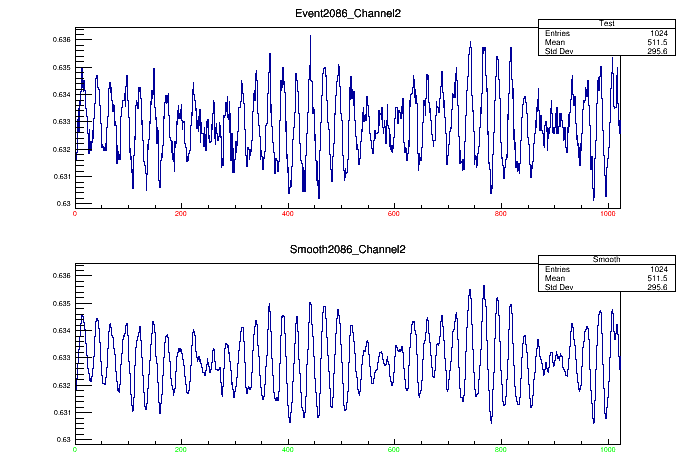 Event2086_Channel2
Test
Entries 1024
Mean 511.5
Std Dev 295.6
0.636
0.635
0.634
0.633
0.632
0.631
0.63
0 200 400 600 800 1000
Smooth2086_Channel2
Smooth
Entries 1024
Mean 511.5
Std Dev 295.6
0.636
0.635
0.634
0.633
0.632
0.631
0.63
0 200 400 600 800 1000